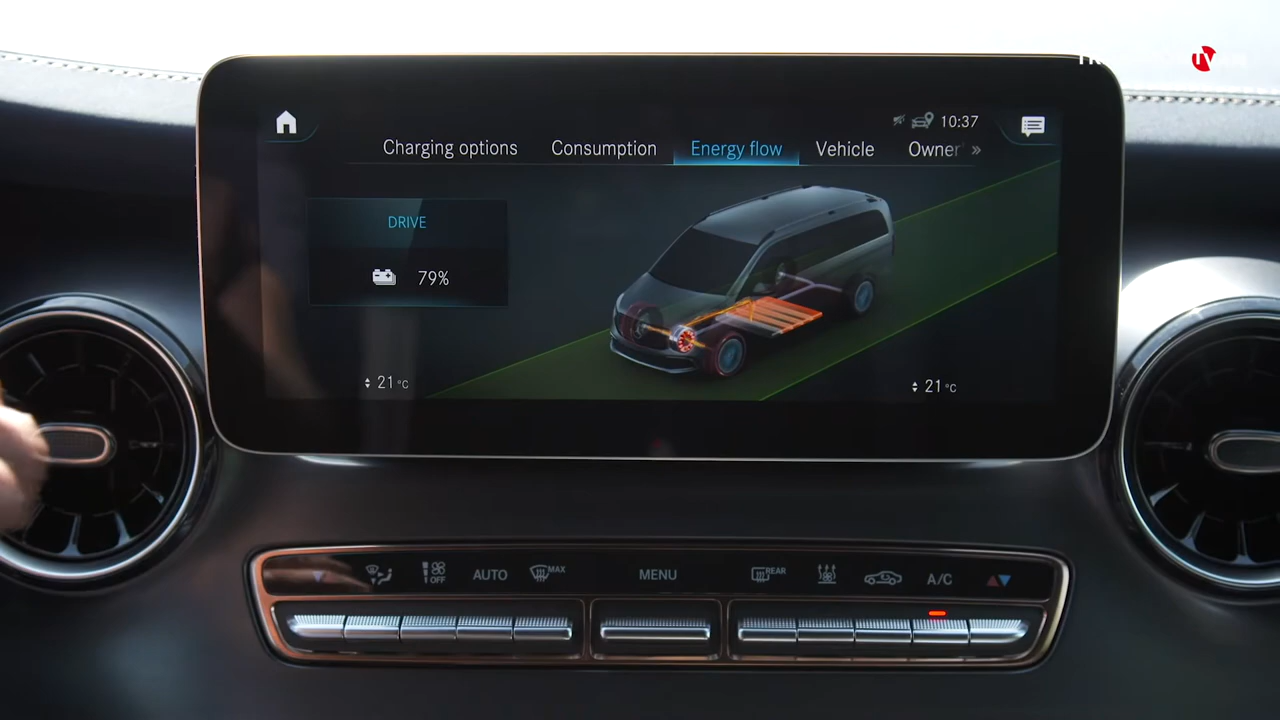 10:37
Charging options Consumption Energy flow Vehicle Owner »
DRIVE
79%
21 °C
21 °C
OFF AUTO MAX MENU REAR A/C